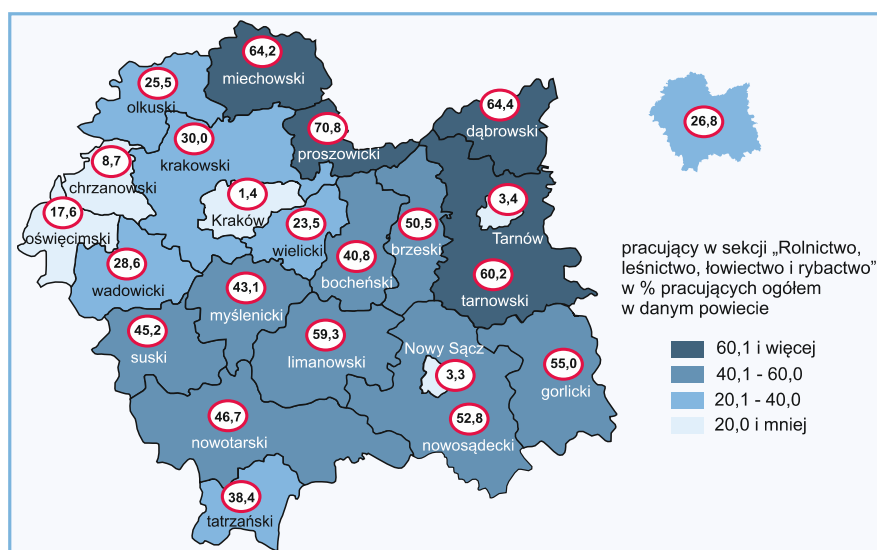 64,2
miechowski
25,5
olkuski
64,4
dąbrowski
26,8
70,8
proszowicki
30,0
krakowski
8,7
chrzanowski
1,4
Kraków
3,4
Tarnów
17,6
oświęcimski
23,5
wielicki
50,5
brzeski
28,6
wadowicki
40,8
bocheński
60,2
tarnowski
43,1
myślenicki
45,2
suski
59,3
limanowski
Nowy Sącz
3,3
55,0
gorlicki
46,7
nowotarski
52,8
nowosądecki
38,4
tatrzański
pracujący w sekcji „Rolnictwo,
leśnictwo, łowiectwo i rybactwo”
w % pracujących ogółem
w danym powiecie
60,1 i więcej
40,1 - 60,0
20,1 - 40,0
20,0 i mniej